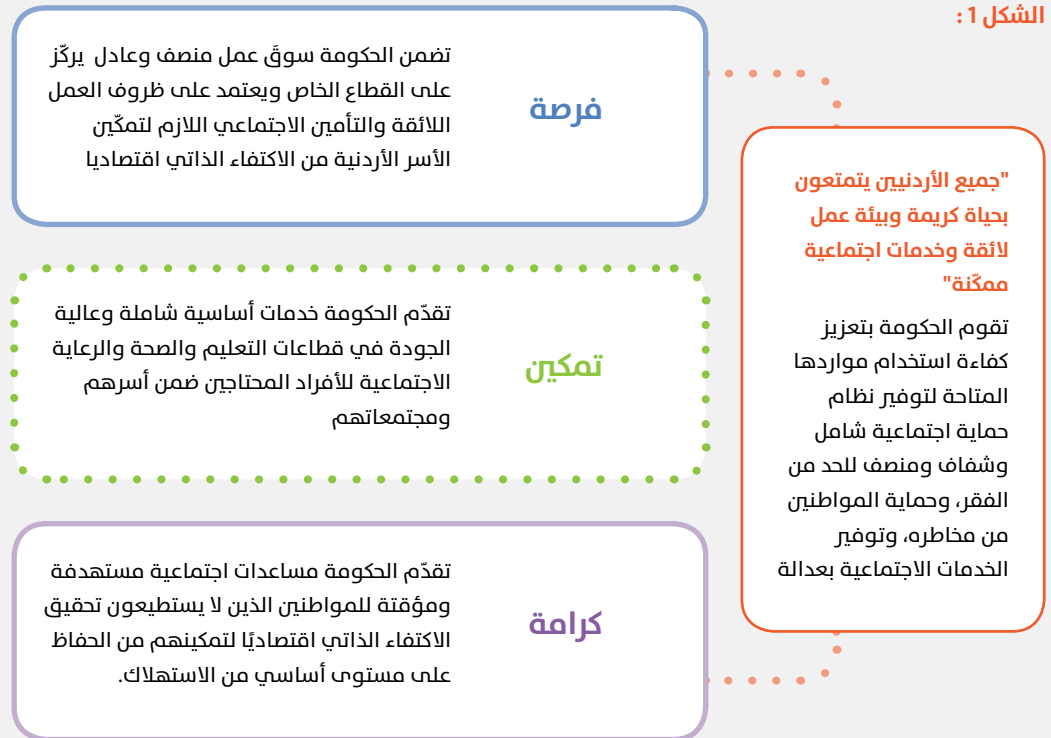 الشكل 1 :
"جميع الأردنيين يتمتعون
بحياة كريمة وبيئة عمل
لائقة وخدمات اجتماعية
ممكّنة"
تقوم الحكومة بتعزيز
كفاءة استخدام مواردها
المتاحة لتوفير نظام
حماية اجتماعية شامل
وشفاف ومنصف للحد من
الفقر، وحماية المواطنين
من مخاطره، وتوفير
الخدمات الاجتماعية بعدالة
فرصة
تضمن الحكومة سوقَ عمل منصف وعادل يركّز
على القطاع الخاص ويعتمد على ظروف العمل
اللائقة والتأمين الاجتماعي اللازم لتمكّين
الأسر الأردنية من الاكتفاء الذاتي اقتصاديا
تمكين
تقدّم الحكومة خدمات أساسية شاملة وعالية
الجودة في قطاعات التعليم والصحة والرعاية
الاجتماعية للأفراد المحتاجين ضمن أسرهم
ومجتمعاتهم
كرامة
تقدّم الحكومة مساعدات اجتماعية مستهدفة
ومؤقتة للمواطنين الذين لا يستطيعون تحقيق
الاكتفاء الذاتي اقتصاديًا لتمكينهم من الحفاظ
على مستوى أساسي من الاستهلاك.